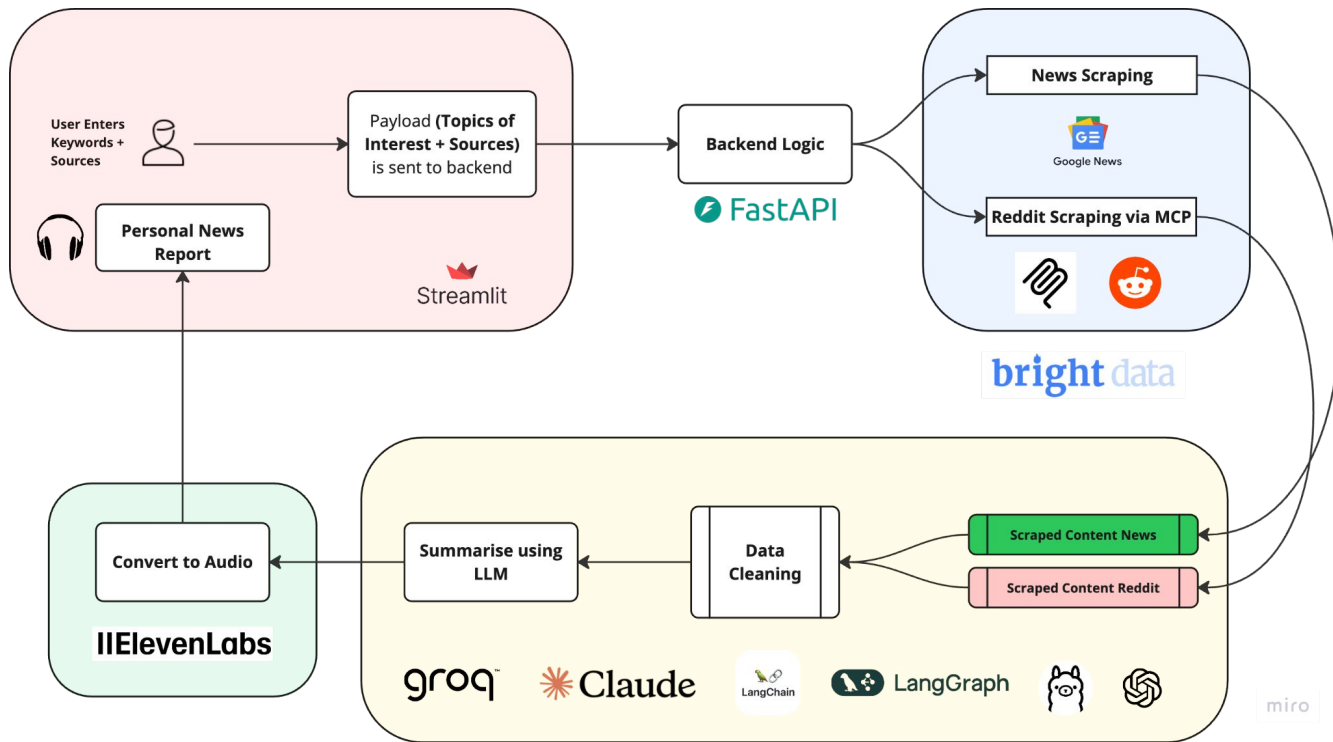 User Enters
Keywords +
Sources
Payload (Topics of
Interest + Sources)
is sent to backend
Personal News
Report
Streamlit
Backend Logic
FastAPI
News Scraping
GE
Google News
Reddit Scraping via MCP
bright data
Convert to Audio
IIElevenLabs
Summarise using
LLM
Data
Cleaning
Scraped Content News
Scraped Content Reddit
groq™
Claude
LangChain
LangGraph
miro